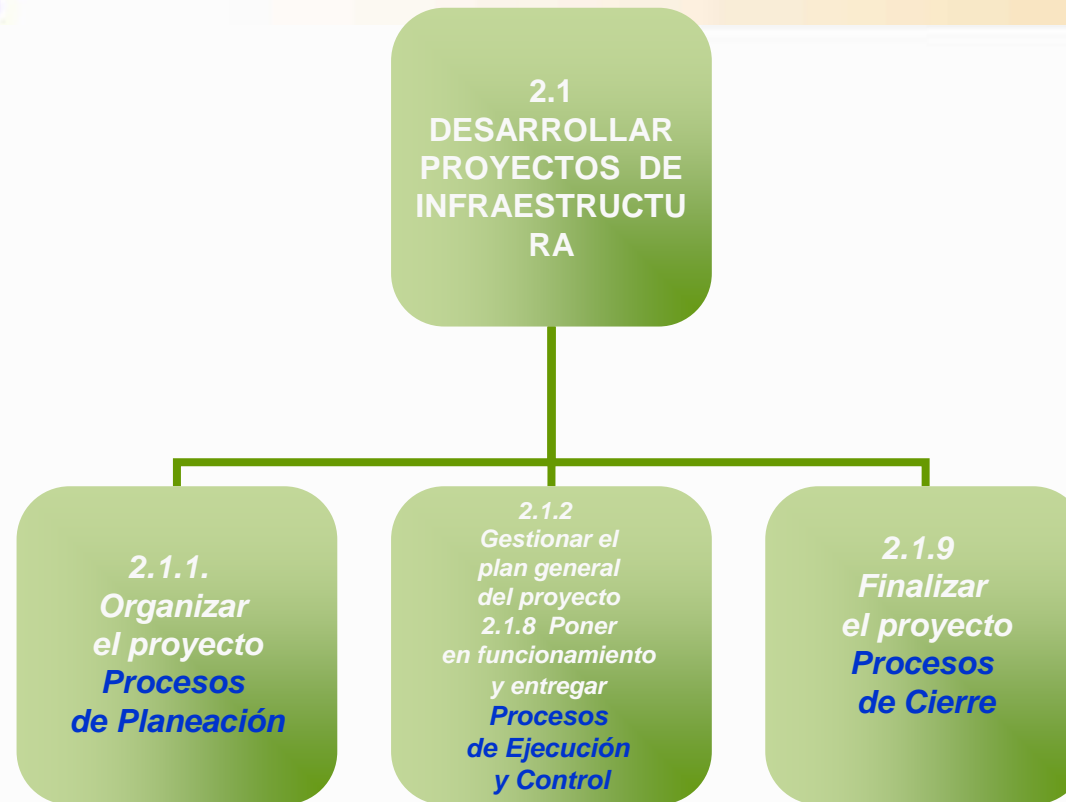 2.1
DESARROLLAR
PROYECTOS DE
INFRAESTRUCTU
RA
2.1.1.
Organizar
el proyecto
Procesos
de Planeación
2.1.2
Gestionar el
plan general
del proyecto
2.1.8 Poner
en funcionamiento
y entregar
Procesos
de Ejecución
y Control
2.1.9
Finalizar
el proyecto
Procesos
de Cierre